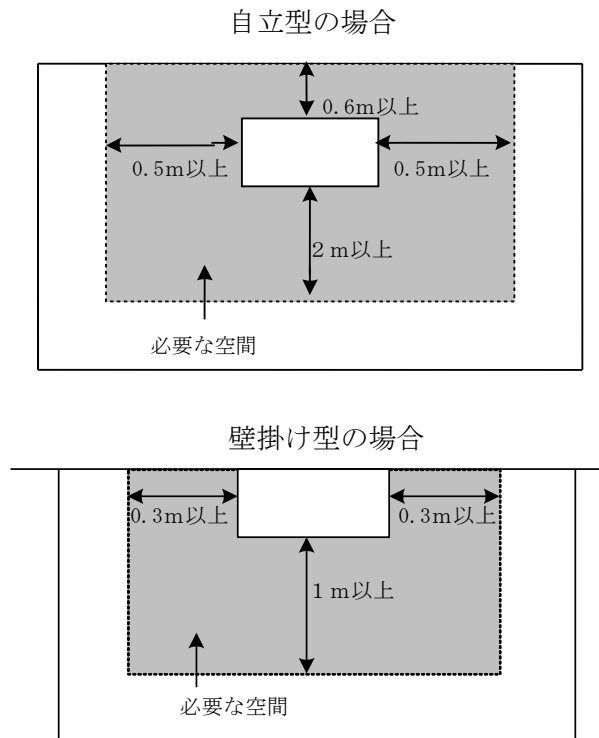 自立型の場合
0.6m以上
0.5m以上
0.5m以上
2m以上
必要な空間
壁掛け型の場合
0.3m以上
0.3m以上
1m以上
必要な空間